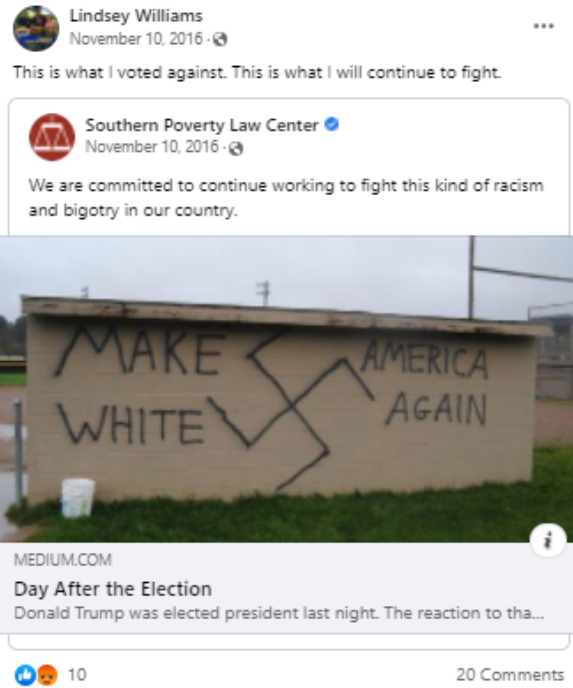 Lindsey Williams
November 10, 2016 ·
This is what I voted against. This is what I will continue to fight.
Southern Poverty Law Center
November 10, 2016 ·
We are committed to continue working to fight this kind of racism
and bigotry in our country.
MAKE AMERICA
WHITE AGAIN
MEDIUM.COM
Day After the Election
Donald Trump was elected president last night. The reaction to tha...
10
20 Comments